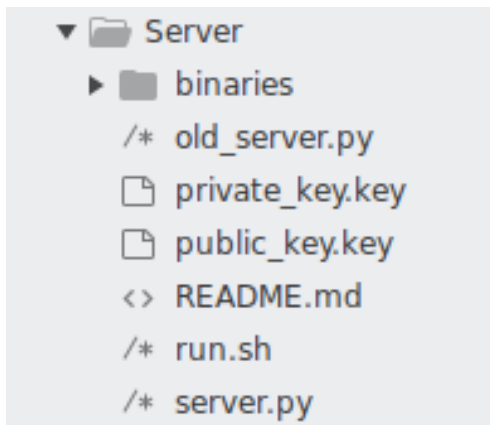 Server
binaries
/* old_server.py
private_key.key
public_key.key
<> README.md
/* run.sh
/* server.py